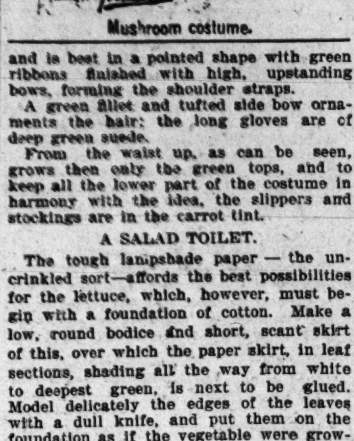 Mushroom costume.
and is best in a pointed shape with green
ribbons finished with high, upstanding
bows, forming the shoulder straps.
A green fillet and tufted side bow orna-
ments the hair; the long gloves are of
deep green suede.
From the waist up, as can be seen,
grows then only the green tops, and to
keep all the lower part of the costume in
harmony with the idea, the slippers and
stockings are in the carrot tint.
A SALAD TOILET.
The tough lampshade paper — the un-
crinkled sort—affords the best possibilities
for the lettuce, which, however, must be-
gin with a foundation of cotton. Make a
low, round bodice and short, scant skirt
of this, over which the paper skirt, in leaf
sections, shading all the way from white
to deepest green, is next to be glued.
Model delicately the edges of the leaves
with a dull knife, and put them on the
foundation as if the vegetable were grow-